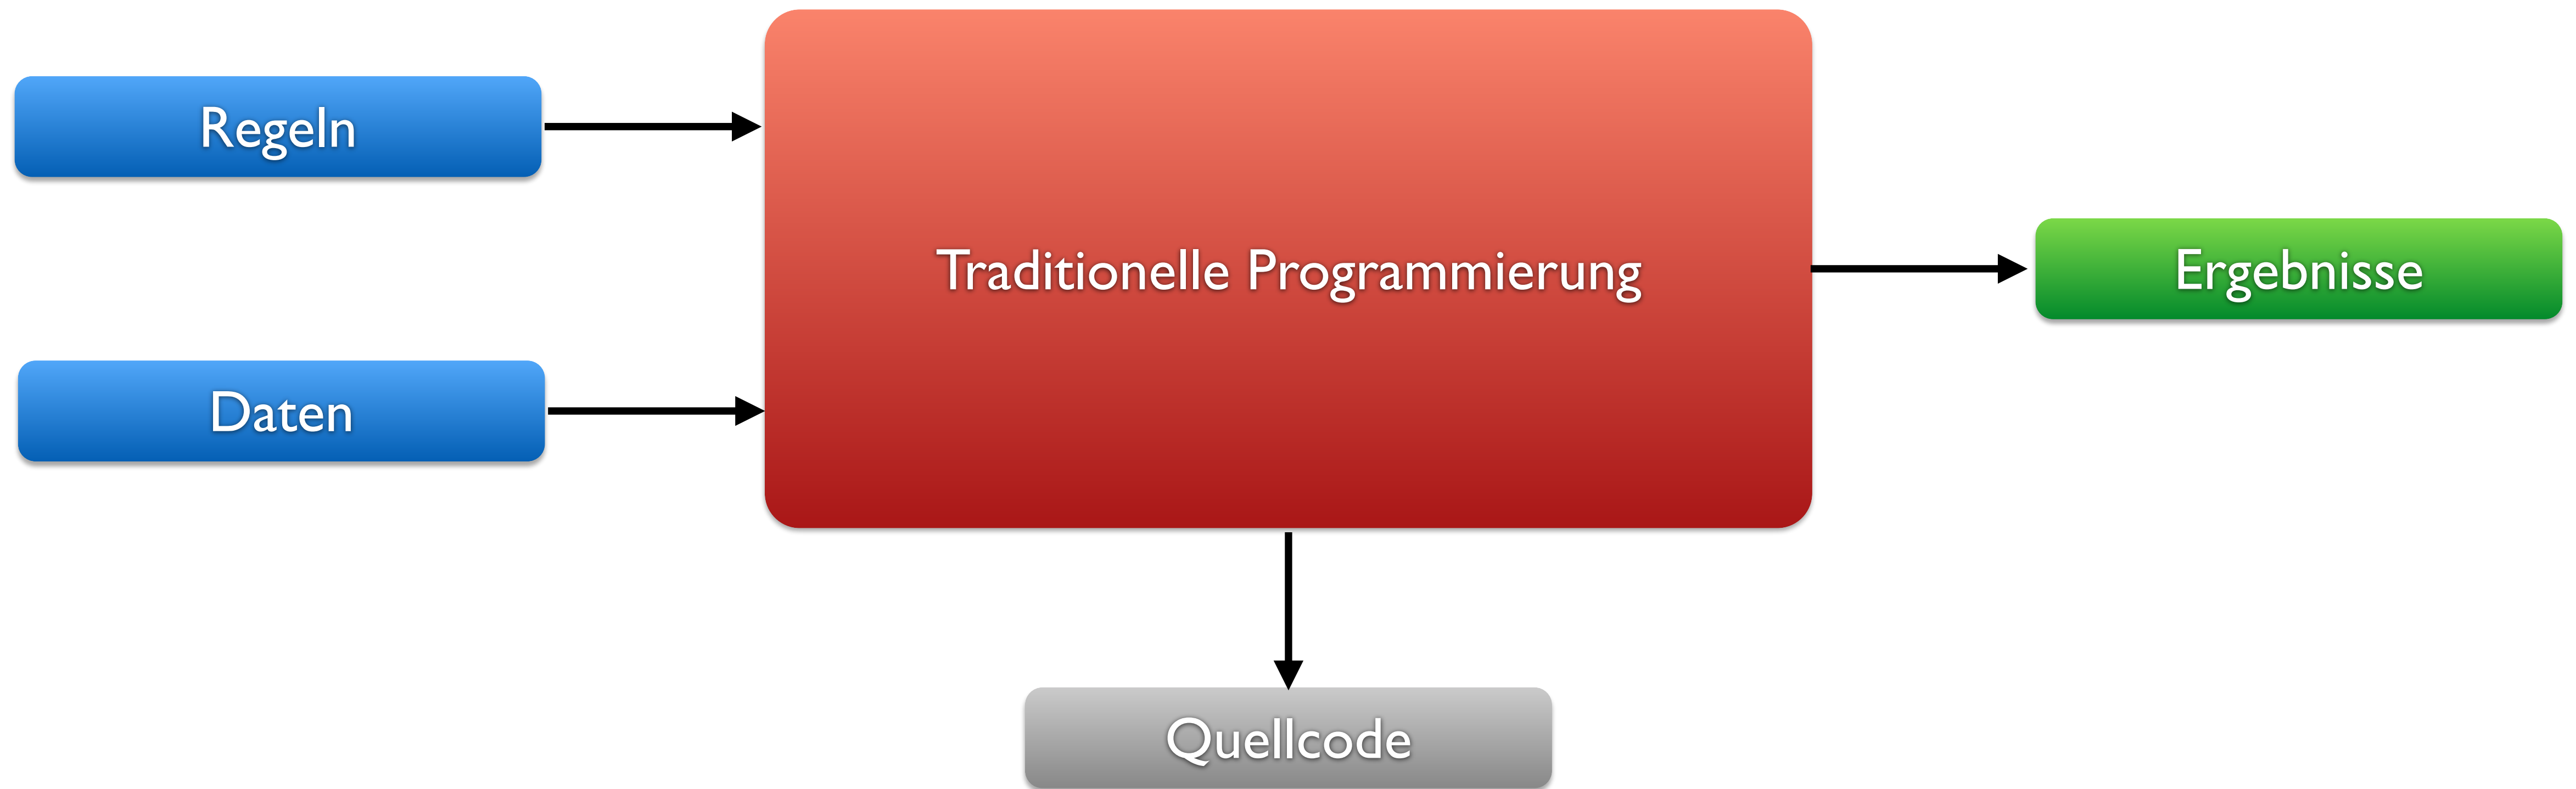 Regeln
Traditionelle Programmierung
Ergebnisse
Daten
Quellcode